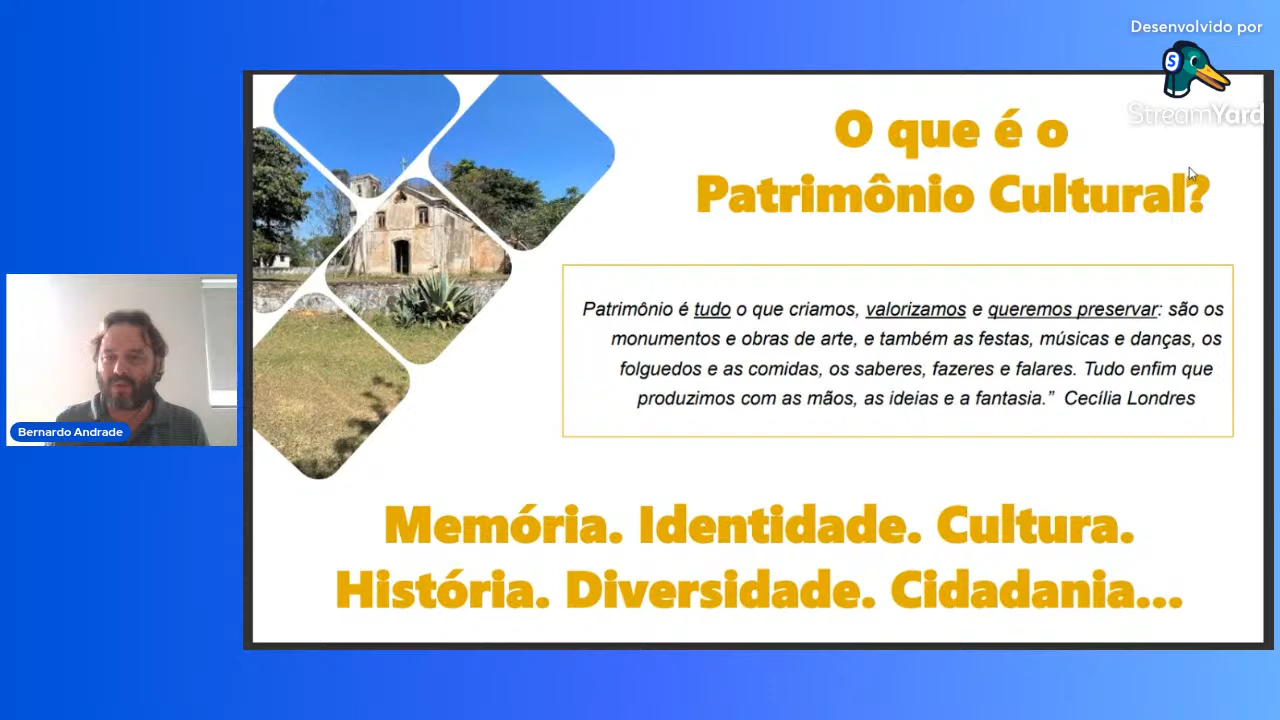 Desenvolvido por
StreamYard
O que é o
Patrimônio Cultural?
Patrimônio é tudo o que criamos, valorizamos e queremos preservar: são os
monumentos e obras de arte, e também as festas, músicas e danças, os
folguedos e as comidas, os saberes, fazeres e falares. Tudo enfim que
produzimos com as mãos, as ideias e a fantasia.” Cecília Londres
Bernardo Andrade
Memória. Identidade. Cultura.
História. Diversidade. Cidadania...